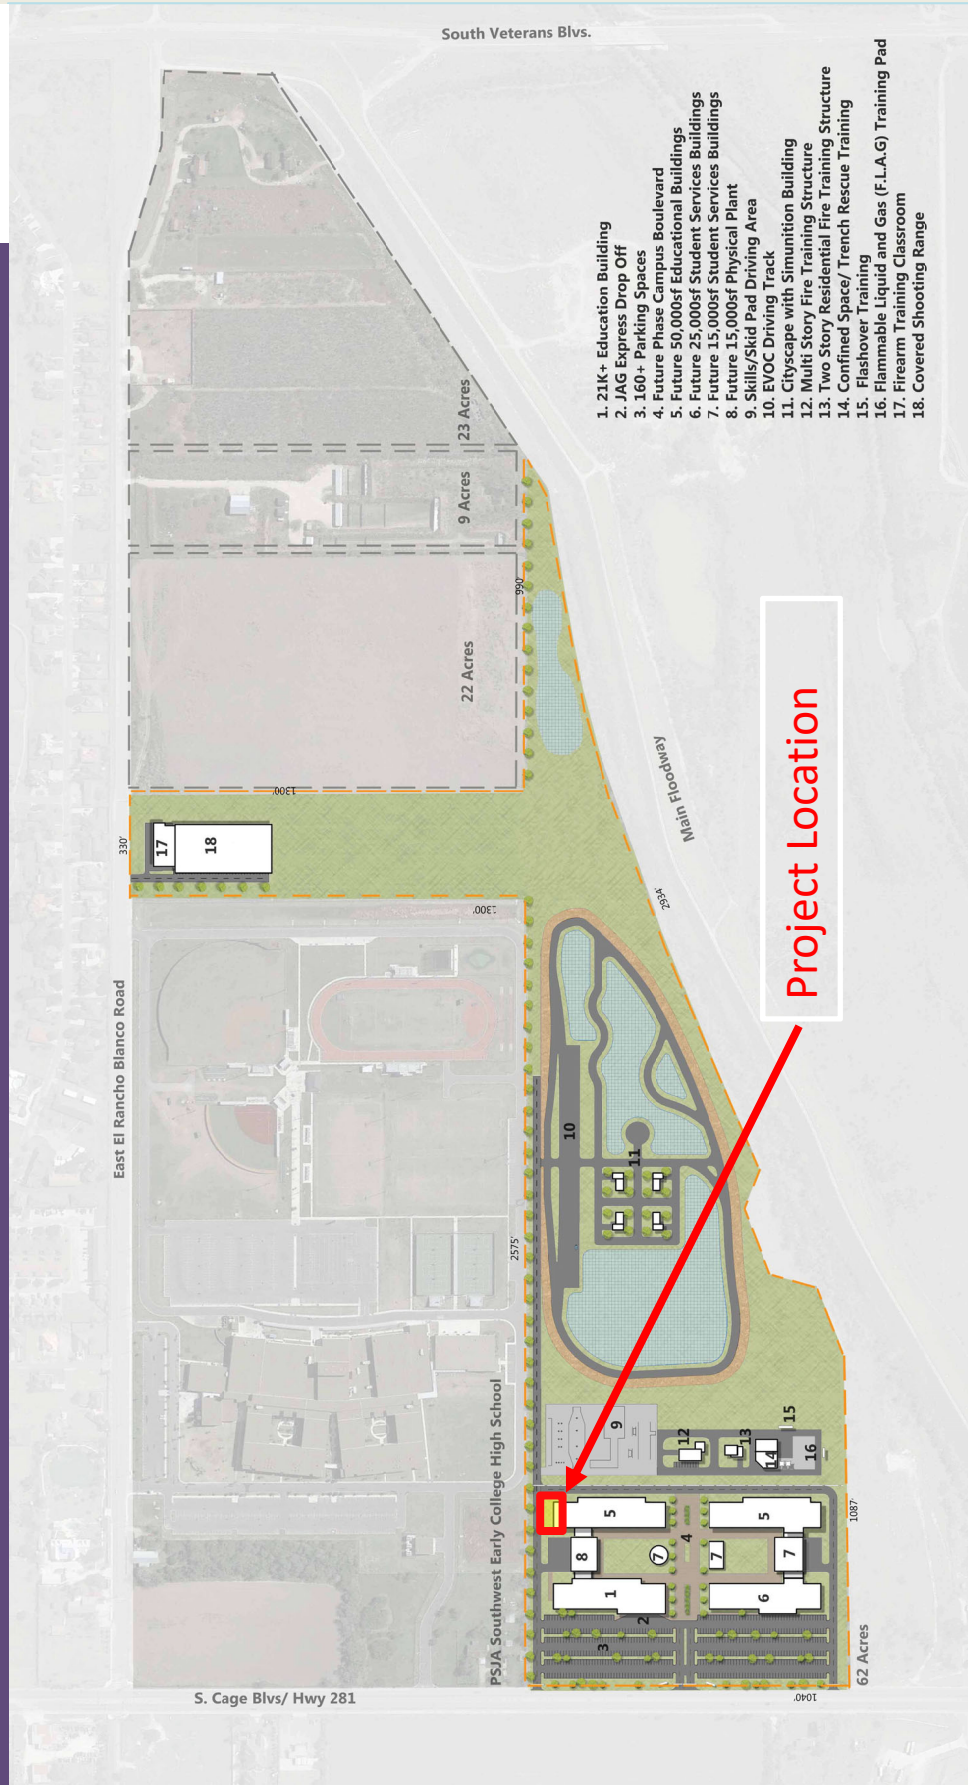 South Veterans Blvs.
1. 21K+ Education Building
2. JAG Express Drop Off
3. 160+ Parking Spaces
4. Future Phase Campus Boulevard
5. Future 50,000sf Educational Buildings
6. Future 25,000sf Student Services Buildings
7. Future 15,000sf Student Services Buildings
8. Future 15,000sf Physical Plant
9. Skills/Skid Pad Driving Area
10. EVOC Driving Track
11. Cityscape with Simunition Building
12. Multi Story Fire Training Structure
13. Two Story Residential Fire Training Structure
14. Confined Space/ Trench Rescue Training
15. Flashover Training
16. Flammable Liquid and Gas (F.L.A.G) Training Pad
17. Firearm Training Classroom
18. Covered Shooting Range
23 Acres
9 Acres
22 Acres
990'
1300'
330'
17
18
1300'
Main Floodway
2934'
Project Location
East El Rancho Blanco Road
2575'
10
11
PSJA Southwest Early College High School
9
12
13
14
15
16
5
5
4
8
7
7
7
1
6
2
3
1087'
62 Acres
1040'
S. Cage Blvs/ Hwy 281